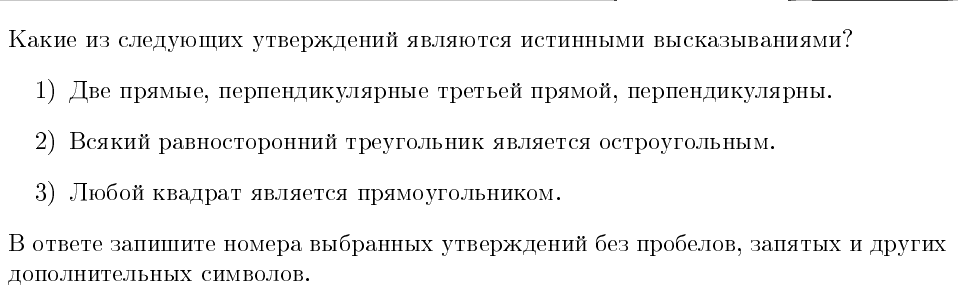 Какие из следующих утверждений являются истинными высказываниями?
1) Две прямые, перпендикулярные третьей прямой, перпендикулярны.
2) Всякий равносторонний треугольник является остроугольным.
3) Любой квадрат является прямоугольником.
В ответе запишите номера выбранных утверждений без пробелов, запятых и других
дополнительных символов.